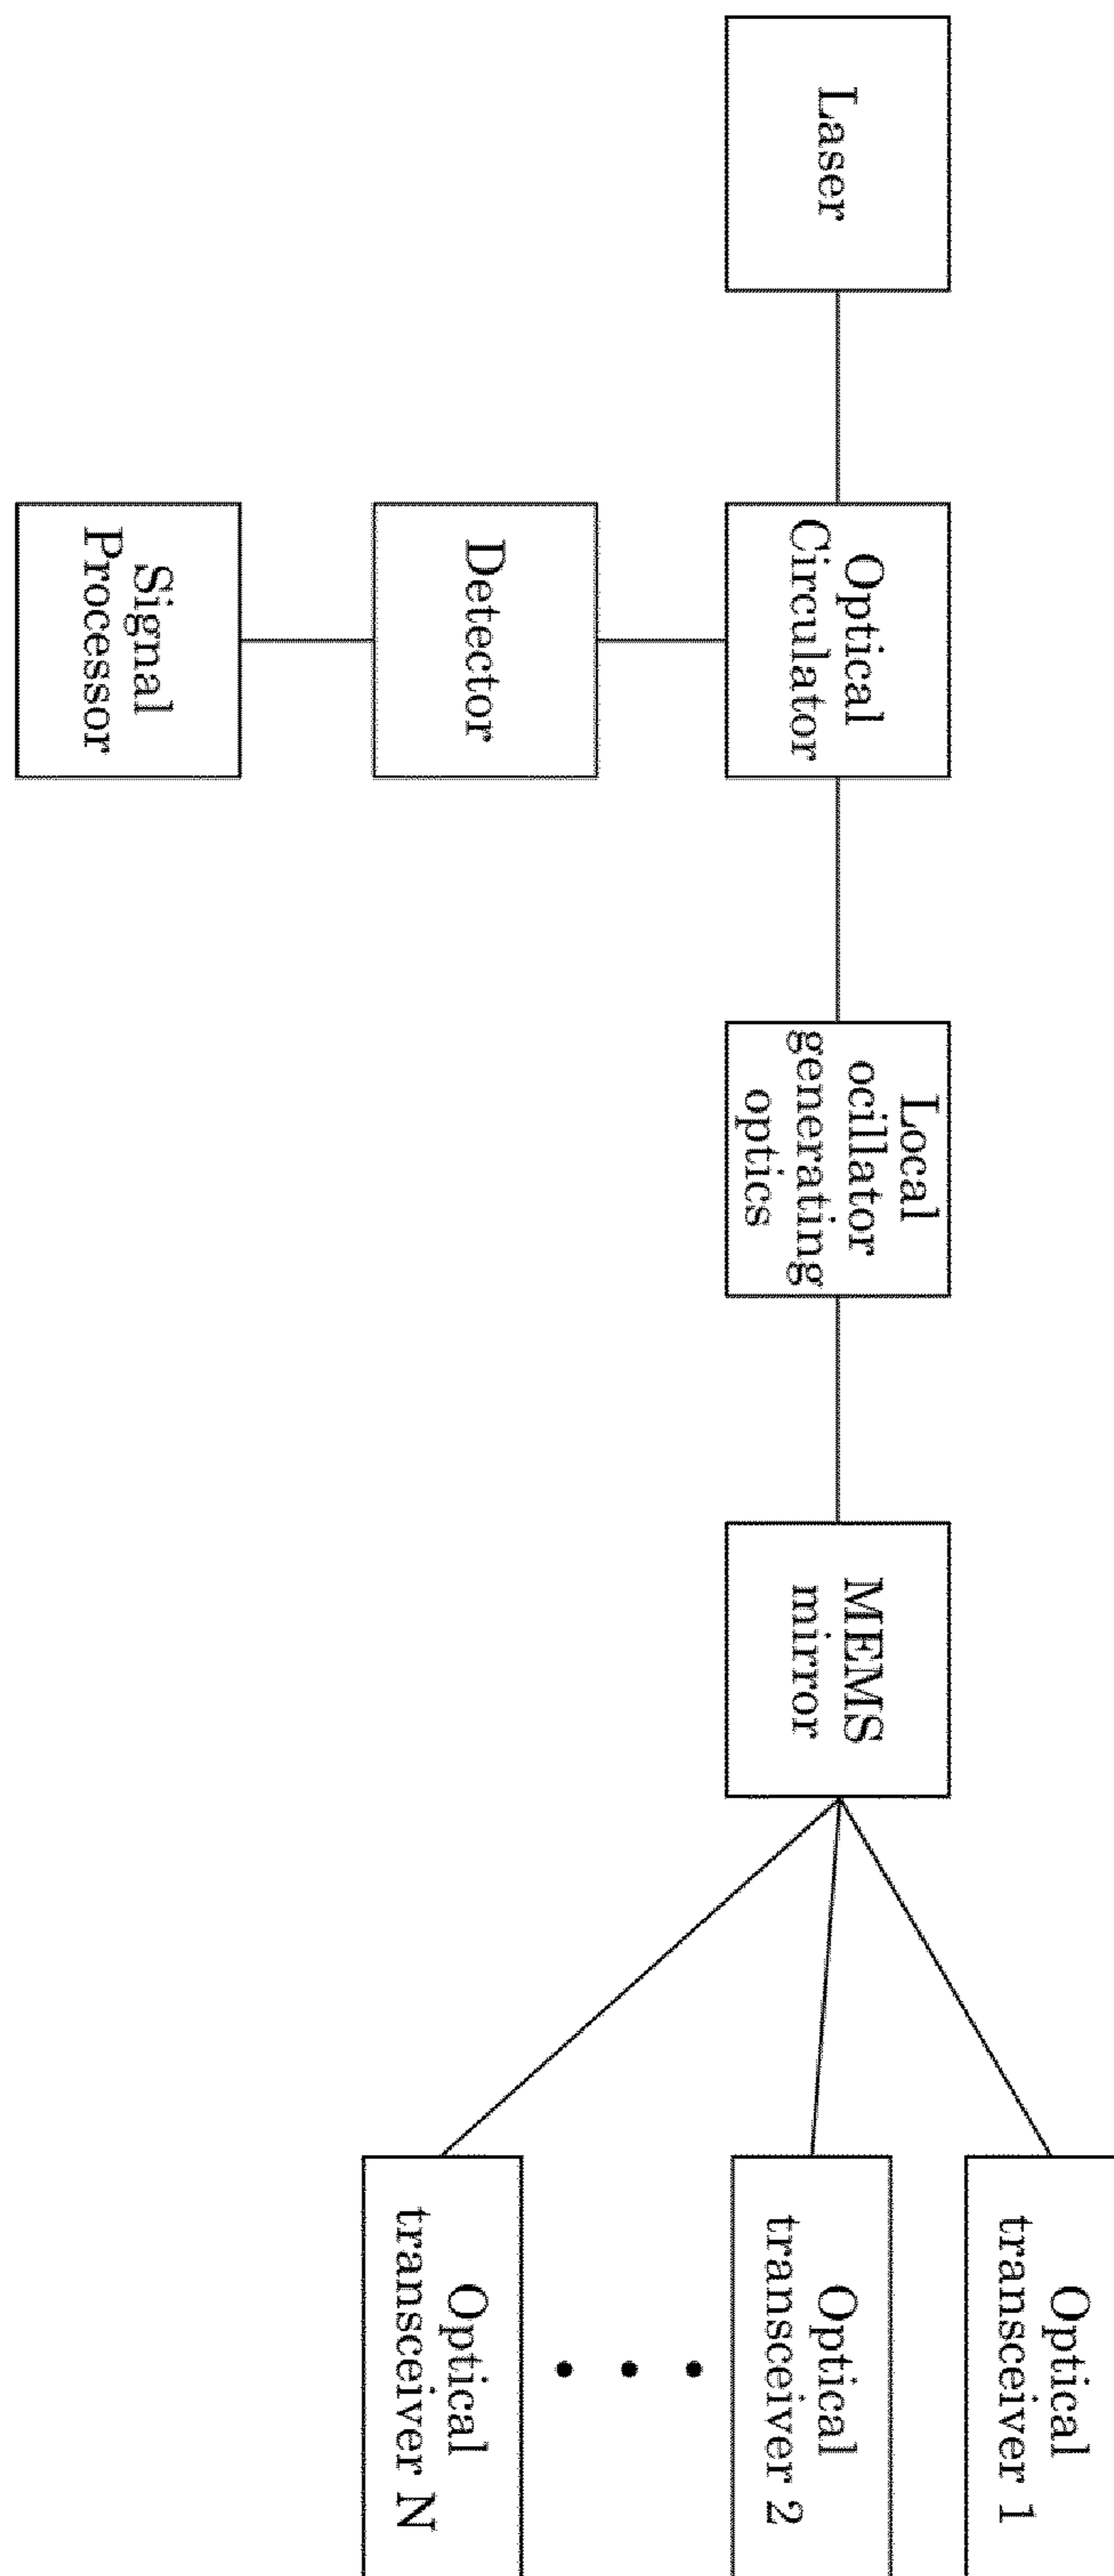 Laser
Optical
Circulator
Detector
Signal
Processor
Local
ocillator
generating
optics
MEMS
mirror
Optical
transceiver 1
Optical
transceiver 2
Optical
transceiver N